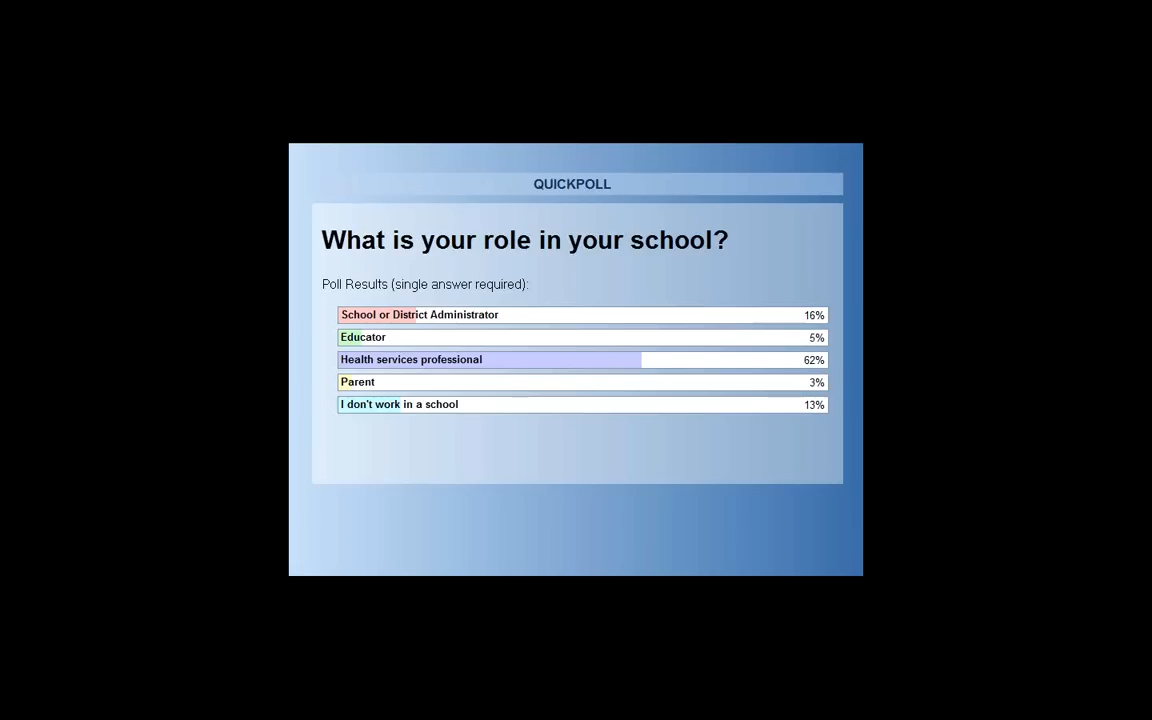 QUICKPOLL
What is your role in your school?
Poll Results (single answer required):
School or District Administrator 16%
Educator 5%
Health services professional 62%
Parent 3%
I don't work in a school 13%